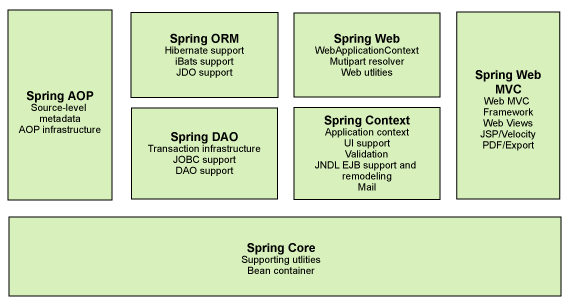 Spring AOP
Source-level
metadata
AOP infrastructure
Spring ORM
Hibernate support
iBats support
JDO support
Spring Web
WebApplicationContext
Mutipart resolver
Web utlities
Spring Web
MVC
Web MVC
Framework
Web Views
JSP/Velocity
PDF/Export
Spring DAO
Transaction infrastructure
JOBC support
DAO support
Spring Context
Application context
UI support
Validation
JNDL EJB support and
remodeling
Mail
Spring Core
Supporting utlities
Bean container